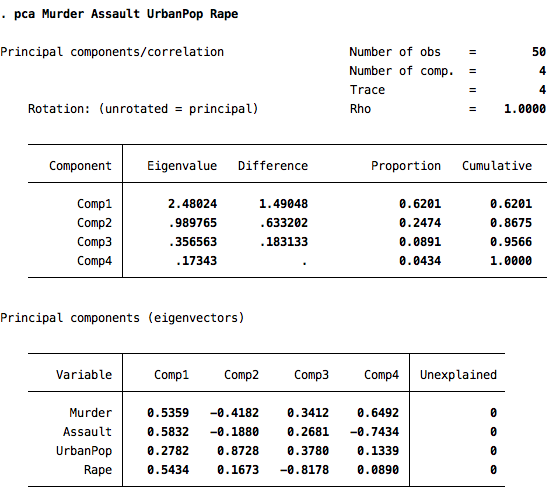 . pca Murder Assault UrbanPop Rape
Principal components/correlation Number of obs = 50
Number of comp. = 4
Trace = 4
Rotation: (unrotated = principal) Rho = 1.0000
Component Eigenvalue Difference Proportion Cumulative
Comp1 2.48024 1.49048 0.6201 0.6201
Comp2 .989765 .633202 0.2474 0.8675
Comp3 .356563 .183133 0.0891 0.9566
Comp4 .17343 . 0.0434 1.0000
Principal components (eigenvectors)
Variable Comp1 Comp2 Comp3 Comp4 Unexplained
Murder 0.5359 −0.4182 0.3412 0.6492 0
Assault 0.5832 −0.1880 0.2681 −0.7434 0
UrbanPop 0.2782 0.8728 0.3780 0.1339 0
Rape 0.5434 0.1673 −0.8178 0.0890 0